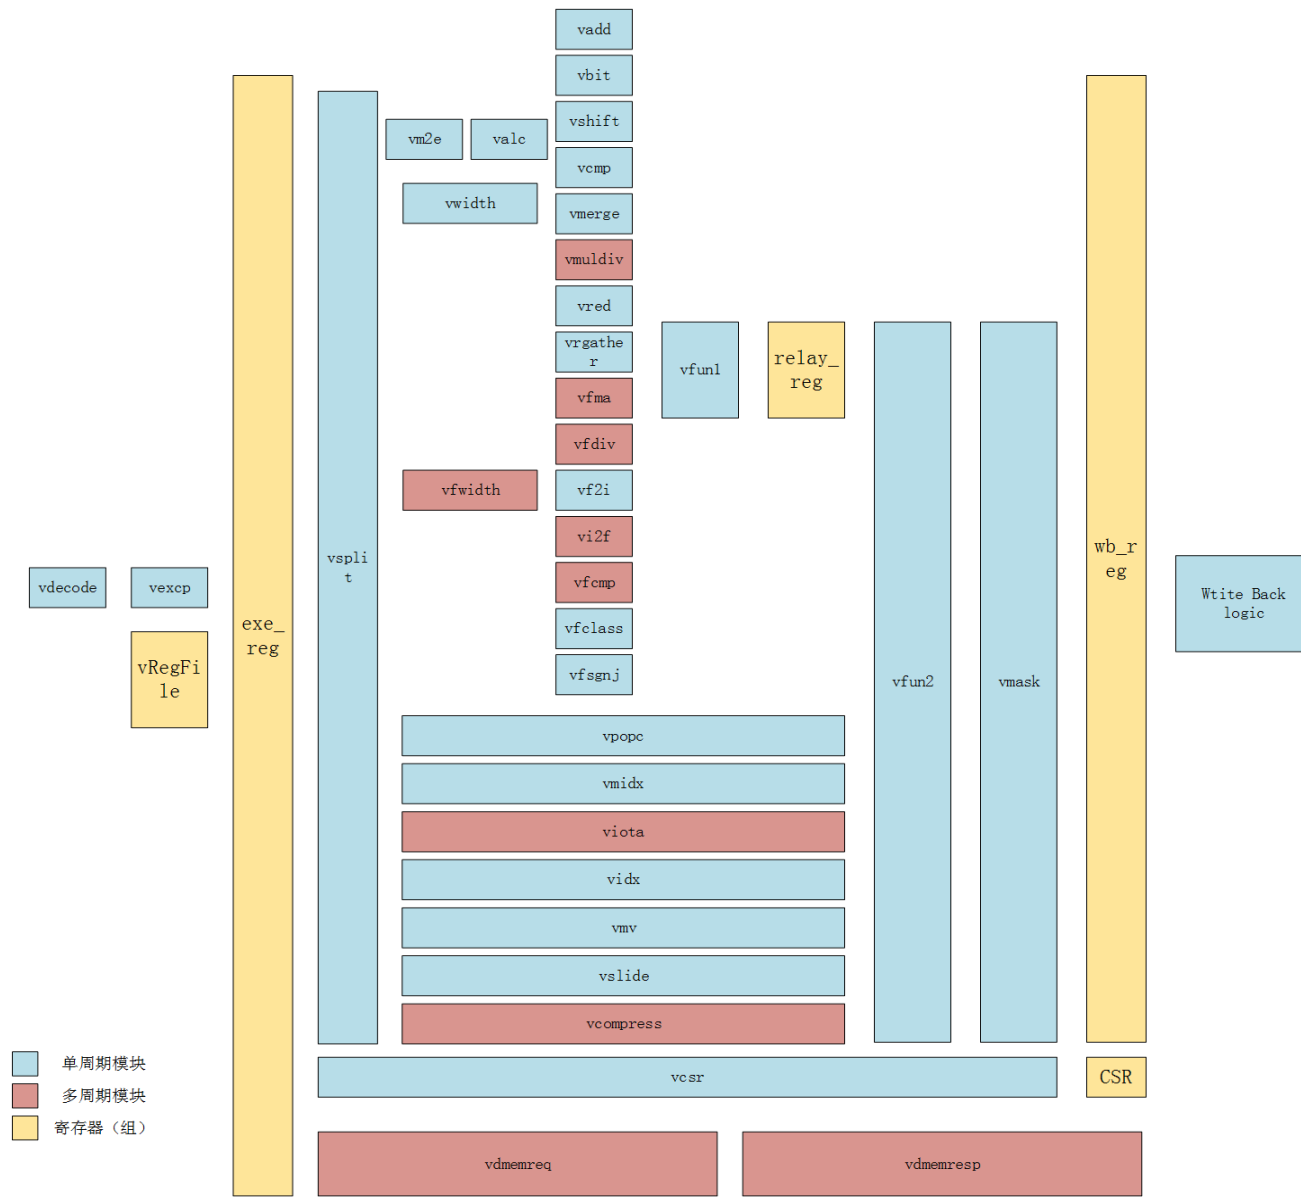 vadd
vbit
vshift
vm2e
valc
vcmp
vwidth
vmerge
vmuldiv
vred
vrgathe
r
vfun1
relay_
reg
vfma
vfdiv
vfwidth
vf2i
vi2f
vspli
t
wb_r
eg
vdecode
vexcp
vfcmp
Wtite Back
logic
exe_
reg
vfclass
vRegFi
le
vfsgnj
vfun2
vmask
vpopc
vmidx
viota
vidx
vmv
vslide
vcompress
单周期模块
vcsr
CSR
多周期模块
寄存器（组）
vdmemreq
vdmemresp